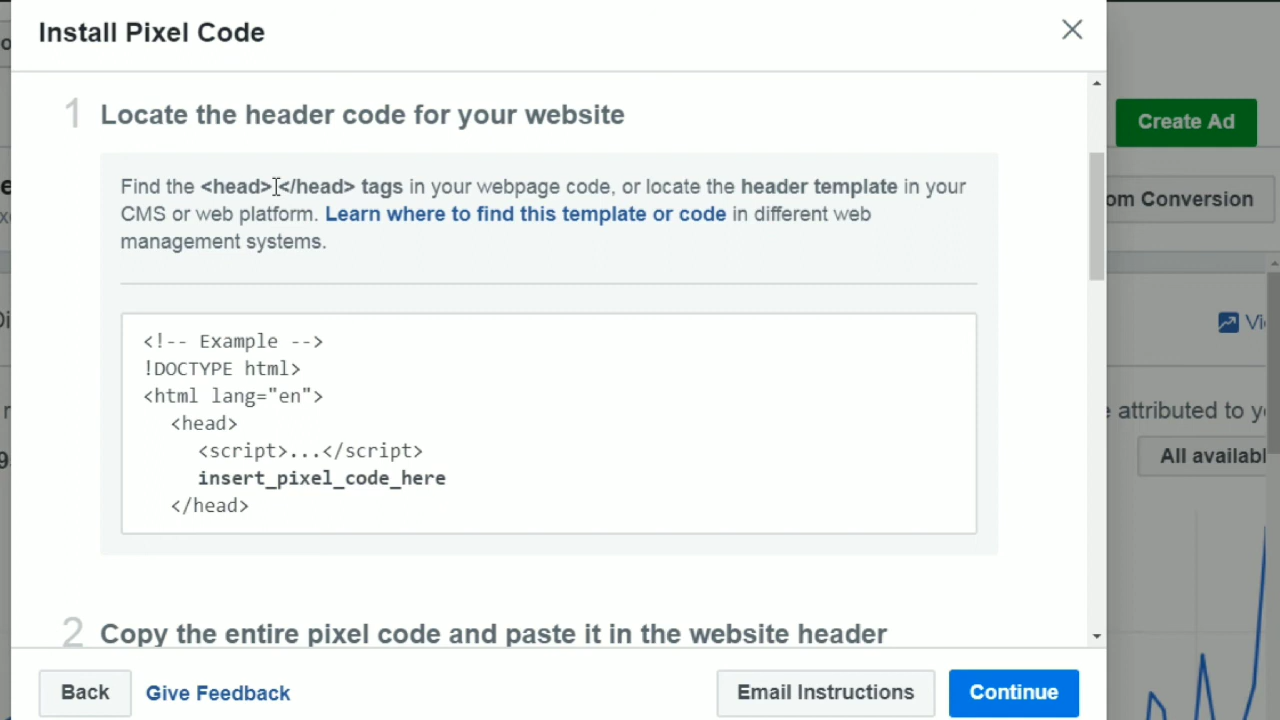 Install Pixel Code
1 Locate the header code for your website
Create Ad
Find the <head> </head> tags in your webpage code, or locate the header template in your
CMS or web platform. Learn where to find this template or code in different web
management systems.
om Conversion
<!-- Example -->
!DOCTYPE html>
<html lang="en">
<head>
<script>...</script>
insert_pixel_code_here
</head>
Vi
attributed to y
All availabl
2 Copy the entire pixel code and paste it in the website header
Back
Give Feedback
Email Instructions
Continue